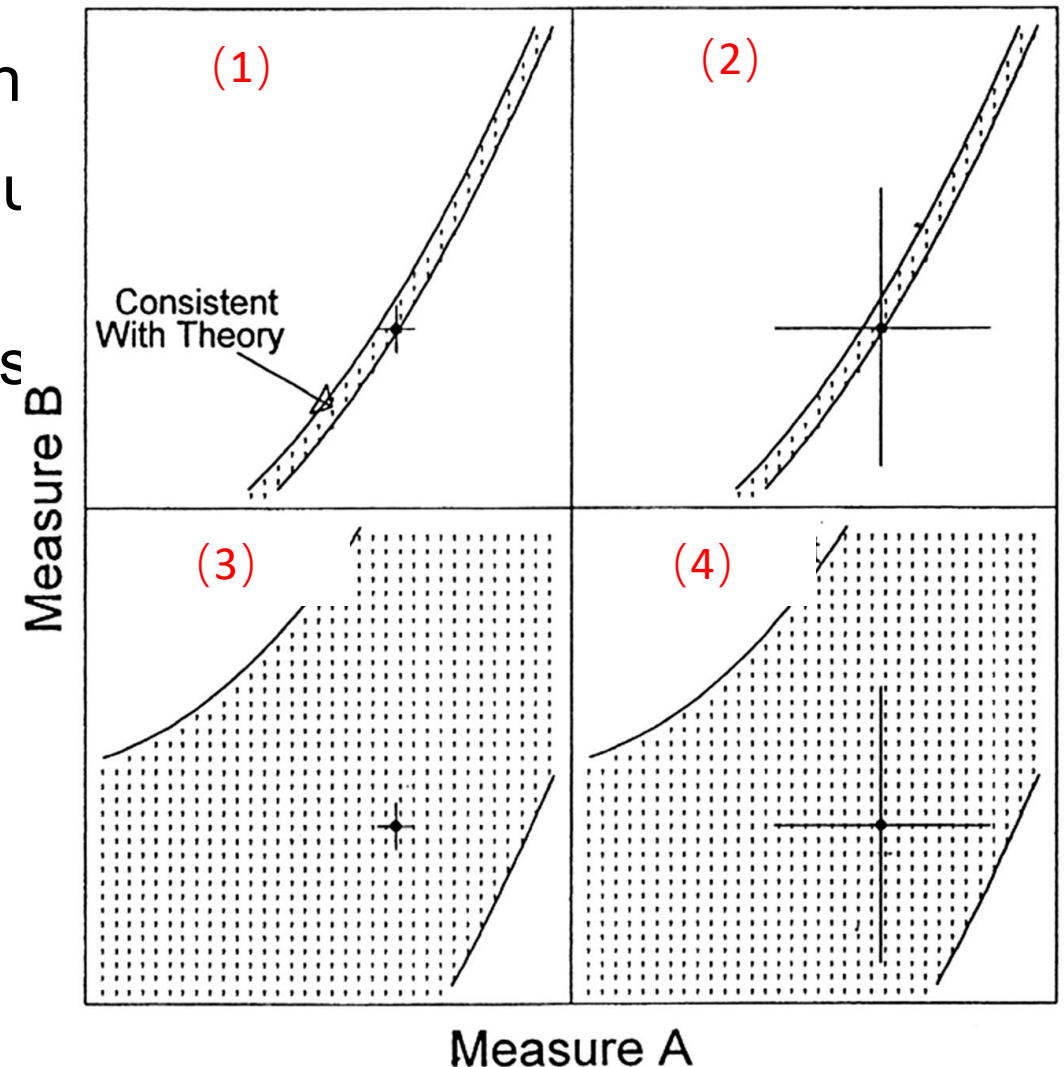 (1)
(2)
Consistent
With Theory
Measure B
(3)
(4)
Measure A